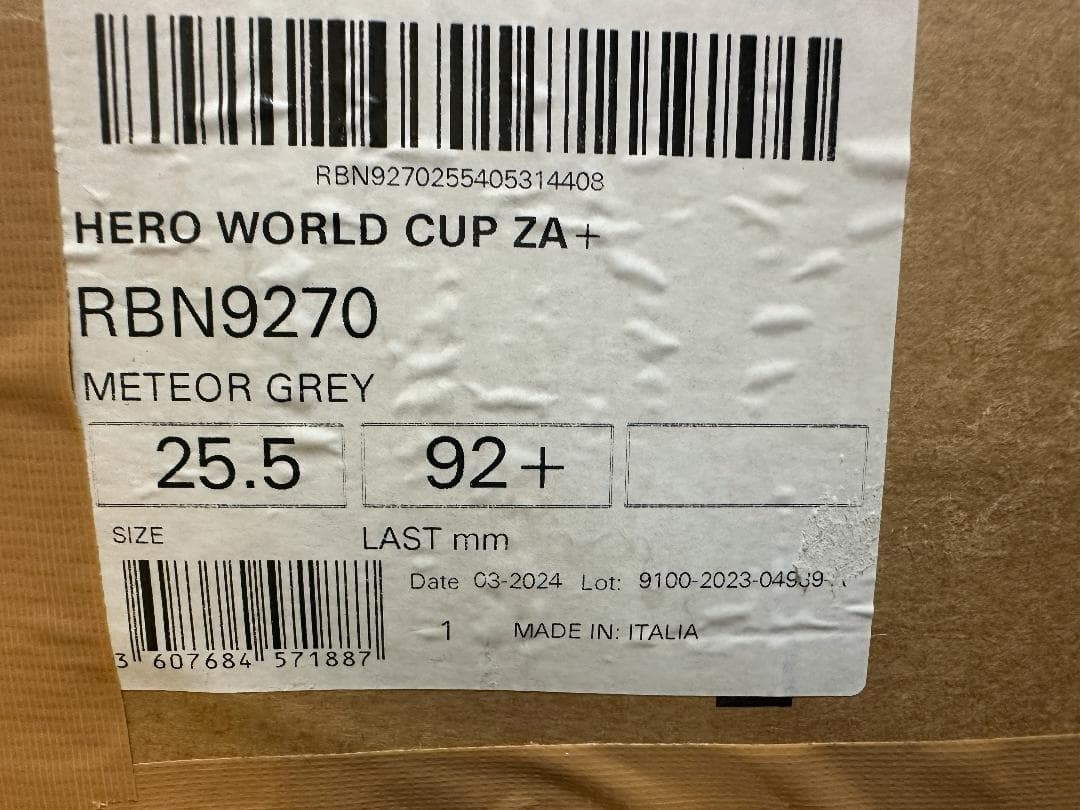 RBN9270255405314408
HERO WORLD CUP ZA+
RBN9270
METEOR GREY
25.5 92+
SIZE LAST mm
Date 03-2024 Lot:
1 MADE IN: ITALIA
3 607684 571887